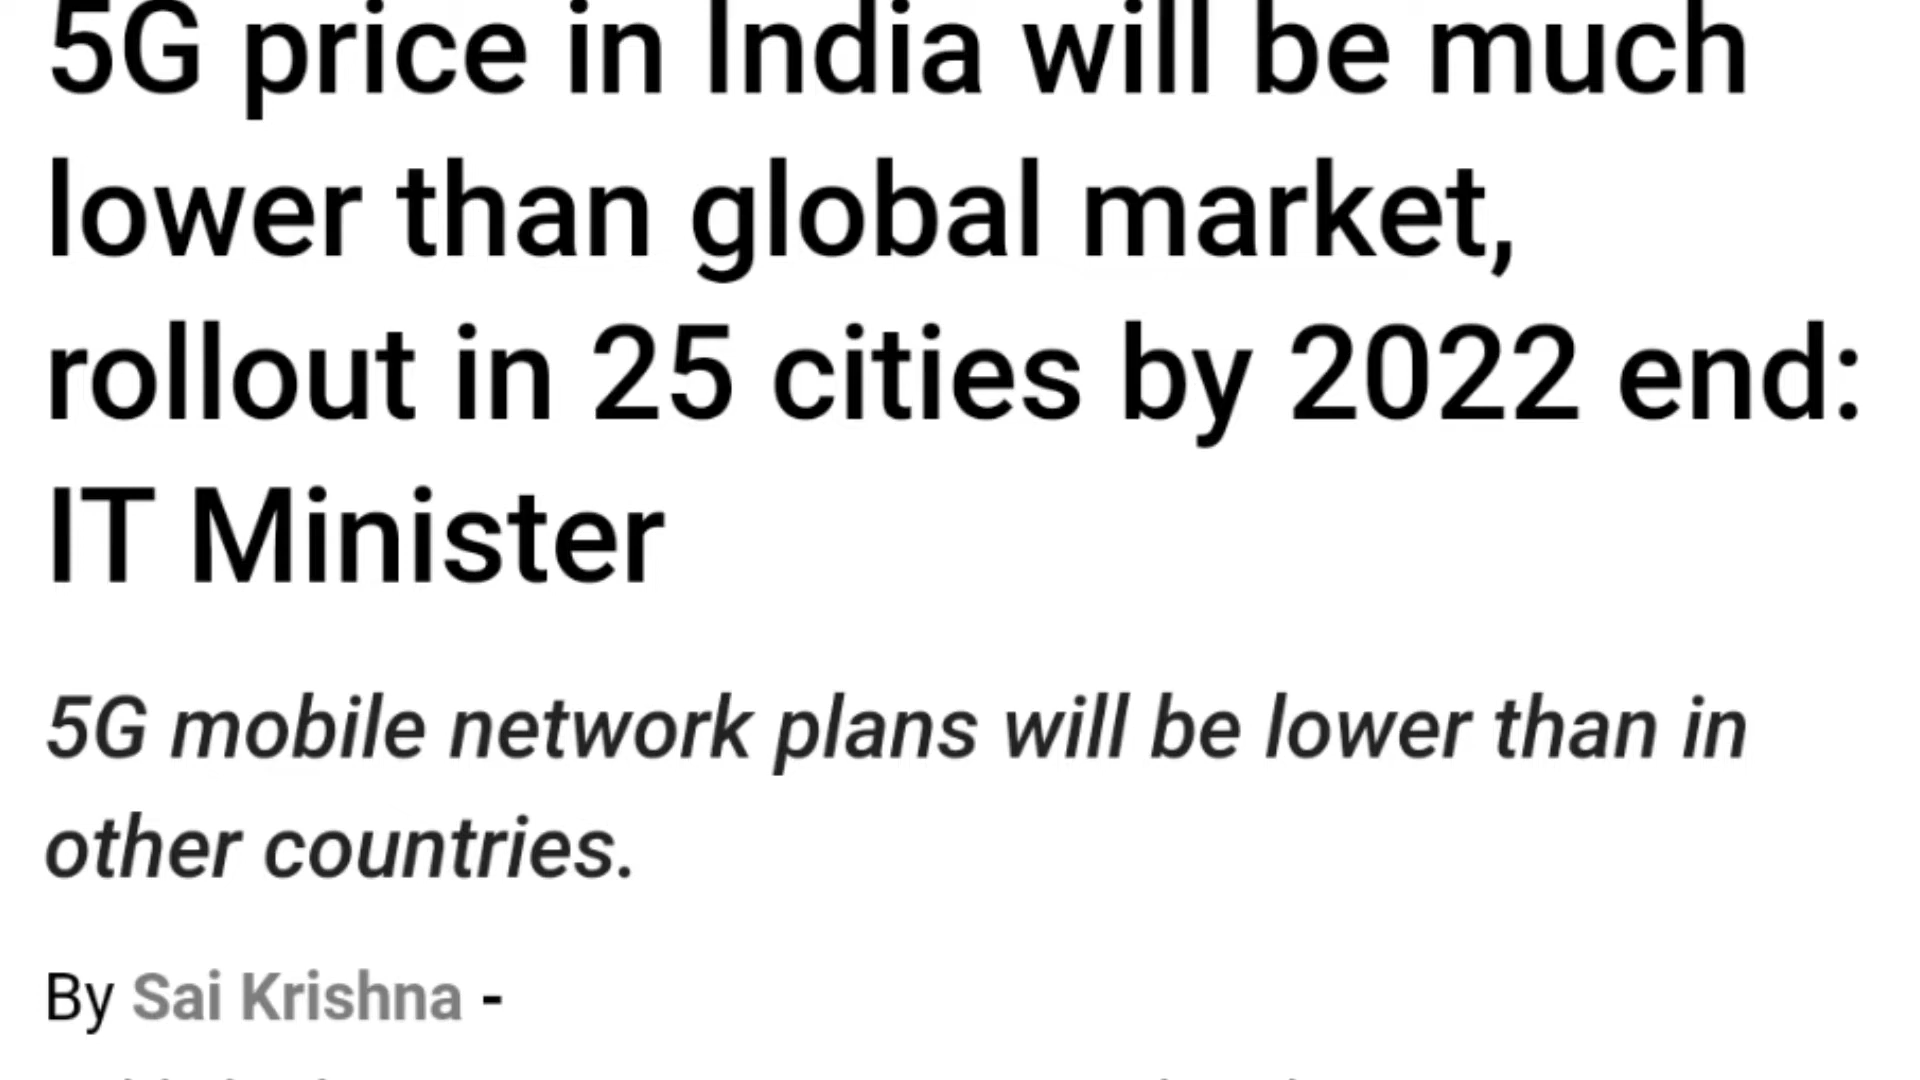 5G price in India will be much
lower than global market,
rollout in 25 cities by 2022 end:
IT Minister
5G mobile network plans will be lower than in
other countries.
By Sai Krishna -